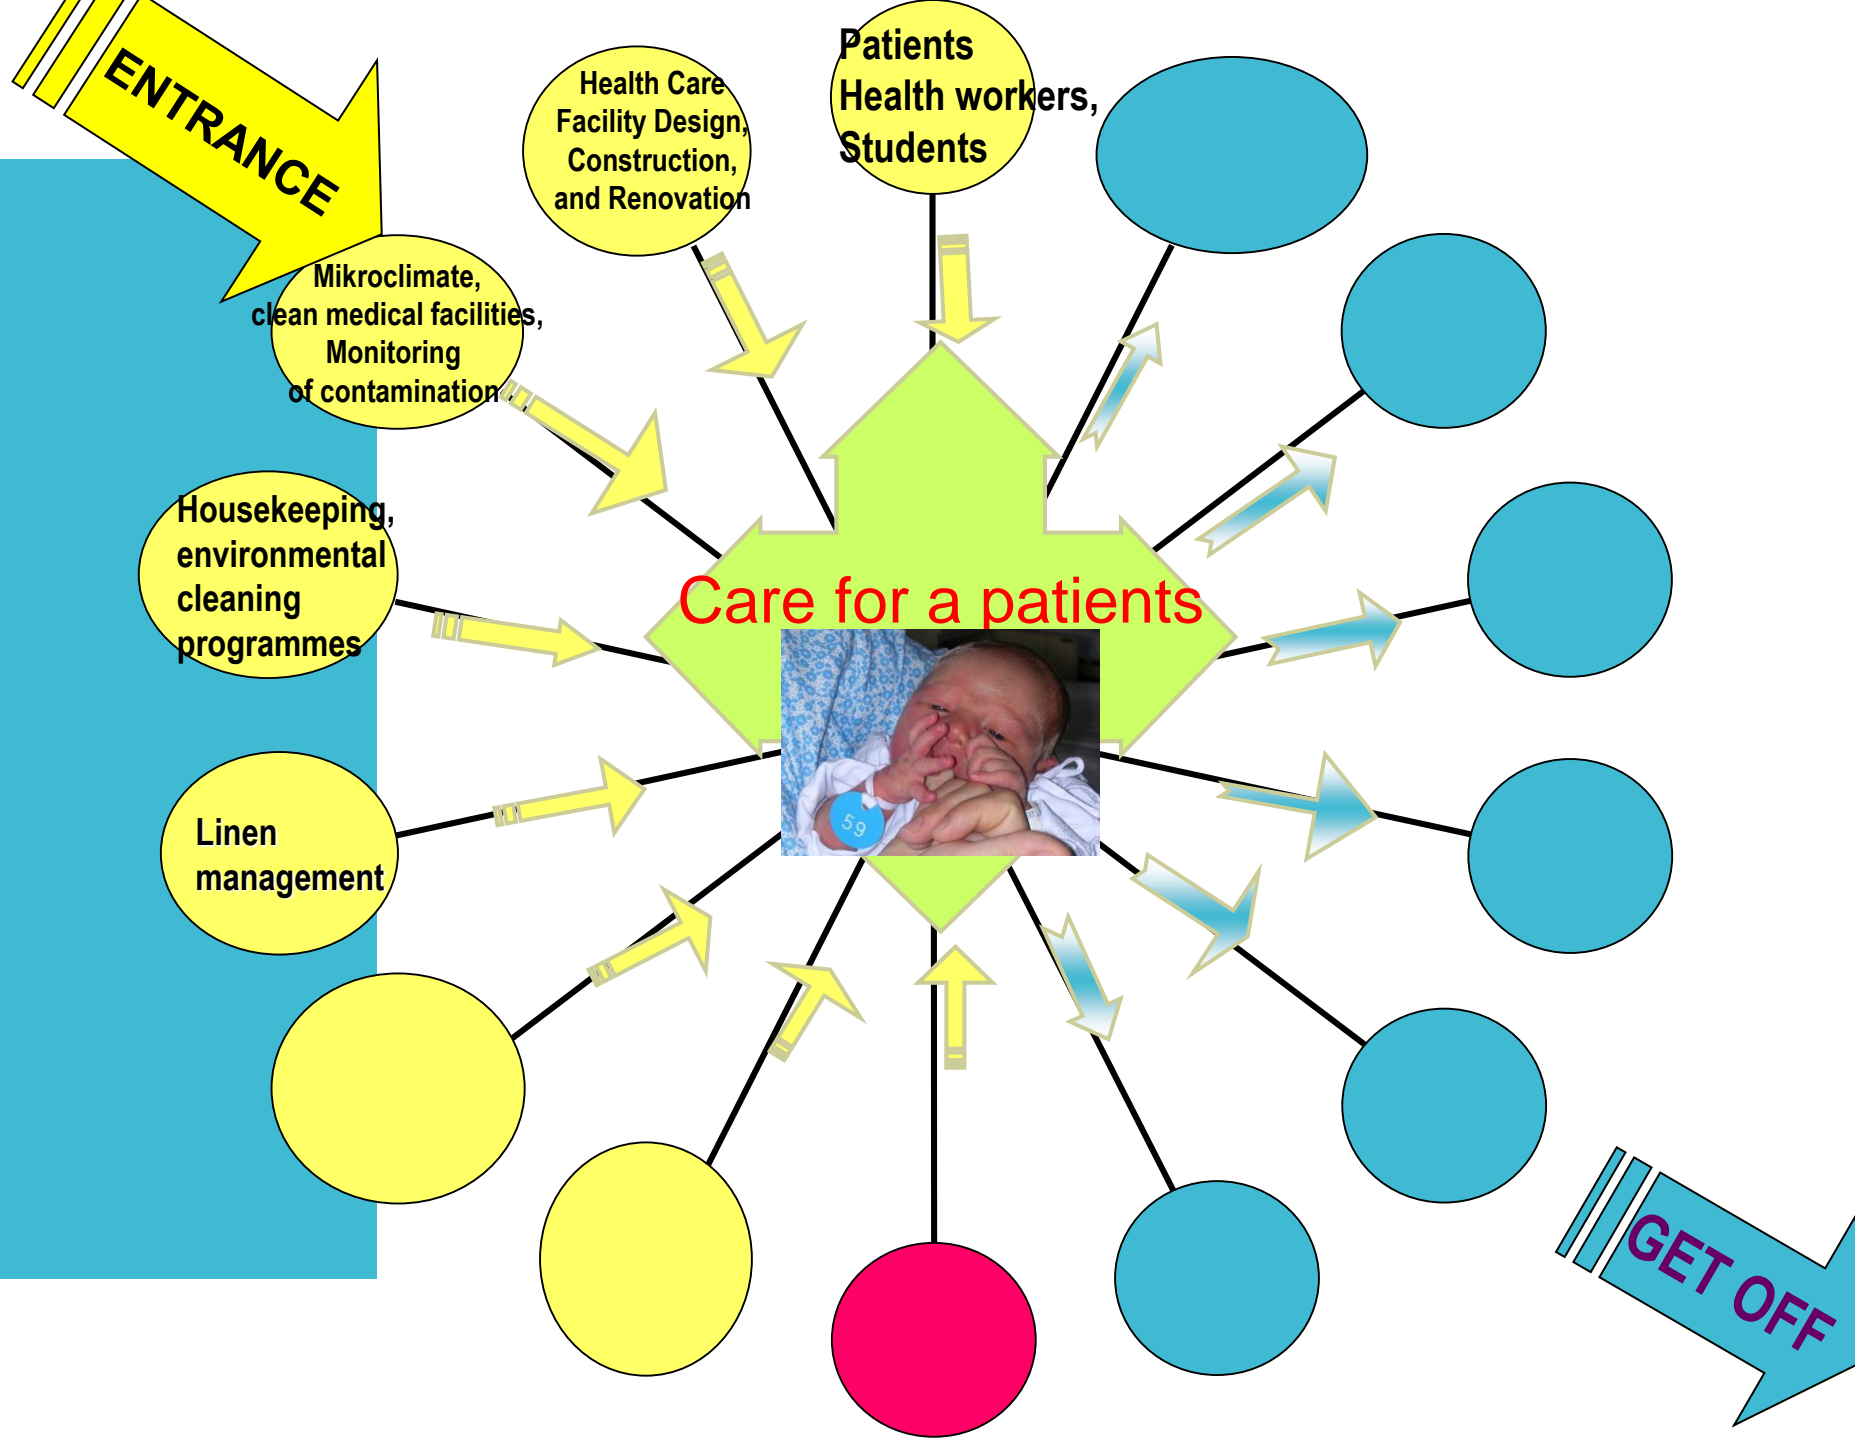 ENTRANCE
Health Care
Facility Design,
Construction,
and Renovation
Patients
Health workers,
Students
Mikroclimate,
clean medical facilities,
Monitoring
of contamination
Housekeeping,
environmental
cleaning
programmes
Care for a patients
59
Linen
management
GET OFF